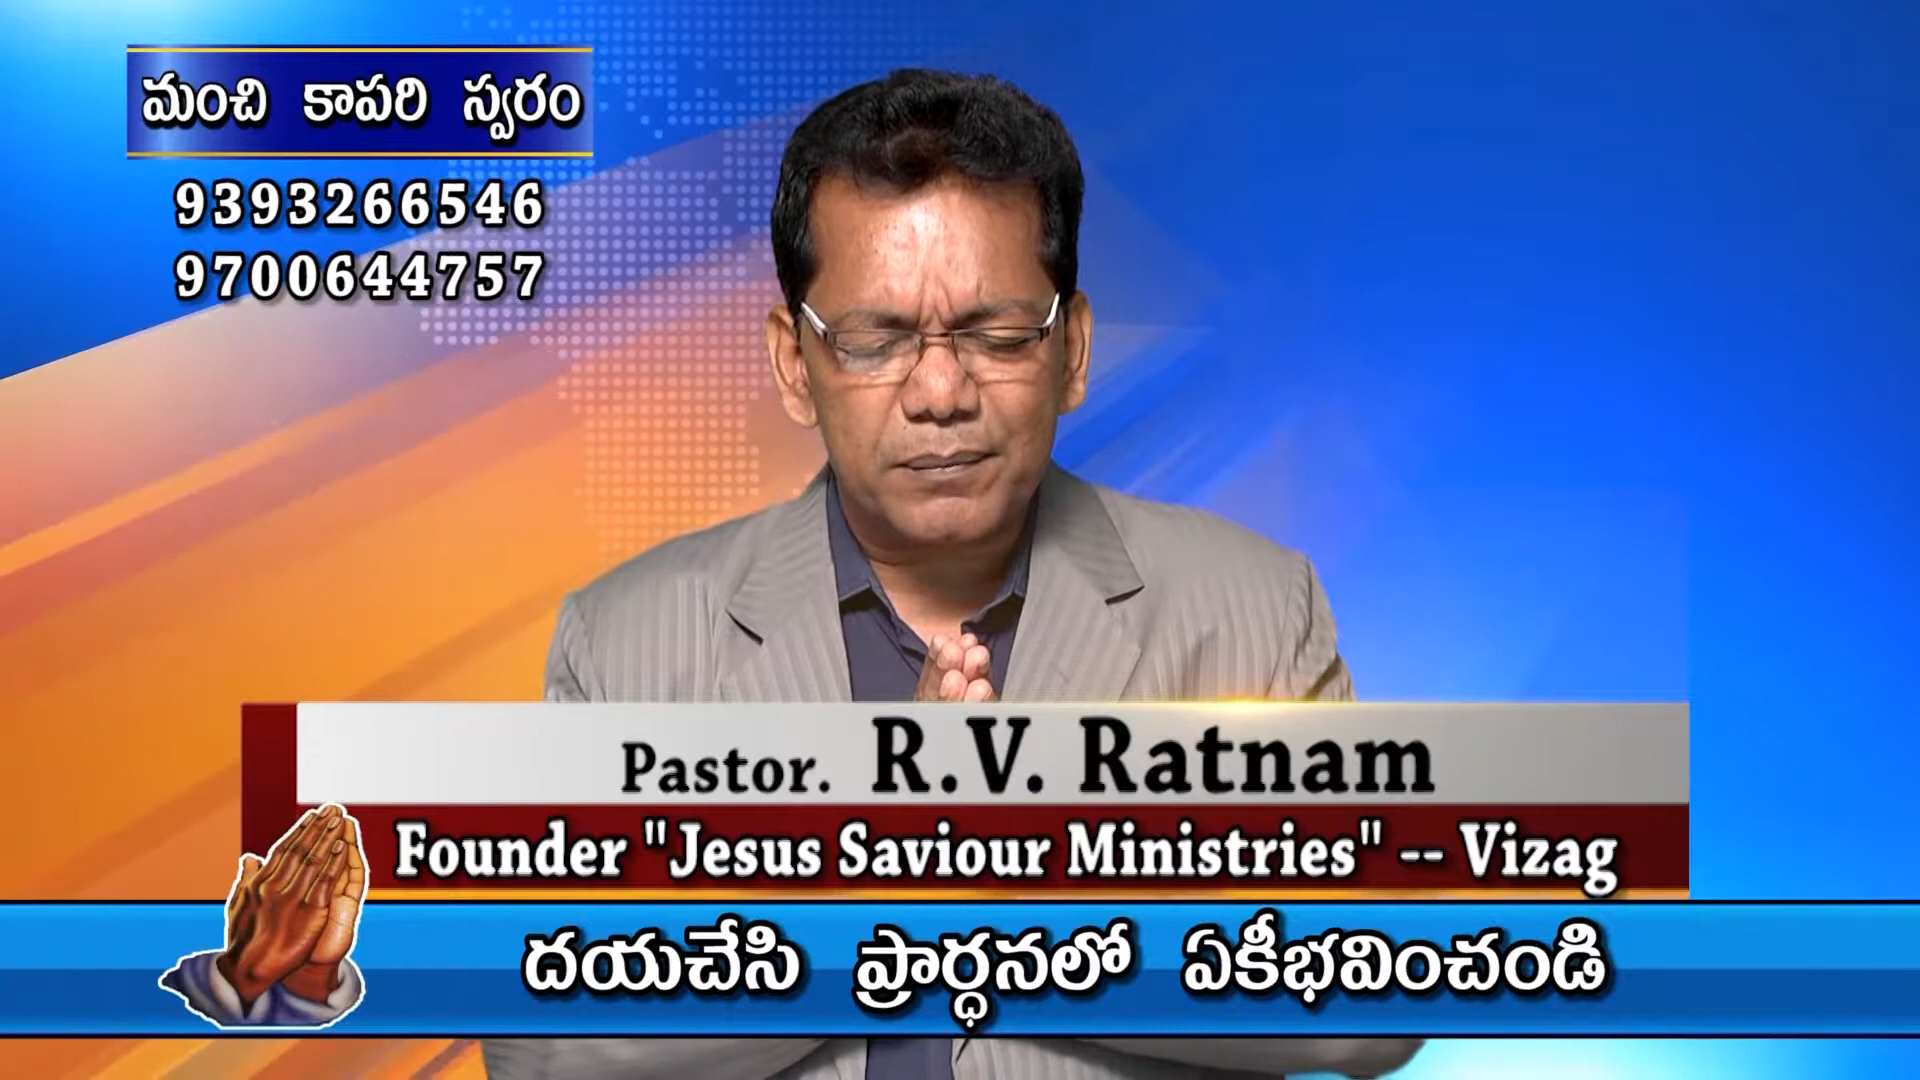 మంచి కాపరి స్వరం
9393266546
9700644757
Pastor. R.V. Ratnam
Founder "Jesus Saviour Ministries" -- Vizag
దయచేసి ప్రార్ధనలో ఏకీభవించండి